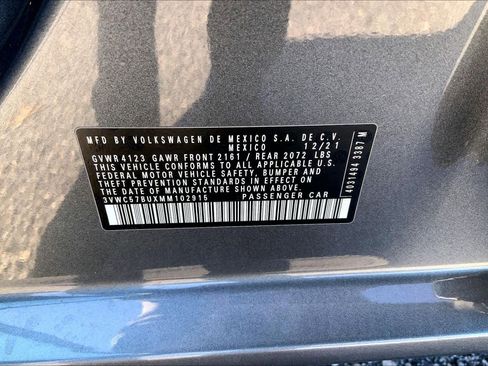 MFD. BY VOLKSWAGEN DE MEXICO S.A. DE C.V.
MEXICO 12/21
GVWR 4123 GAWR FRONT 2161 / REAR 2072 LBS
THIS VEHICLE CONFORMS TO ALL APPLICABLE U.S.
FEDERAL MOTOR VEHICLE SAFETY, BUMPER AND
THEFT PREVENTION STANDARDS IN EFFECT ON
THE DATE OF MANUFACTURE SHOWN ABOVE.
3VWC57BUXMM102915 PASSENGER CAR
4031494 3387 M